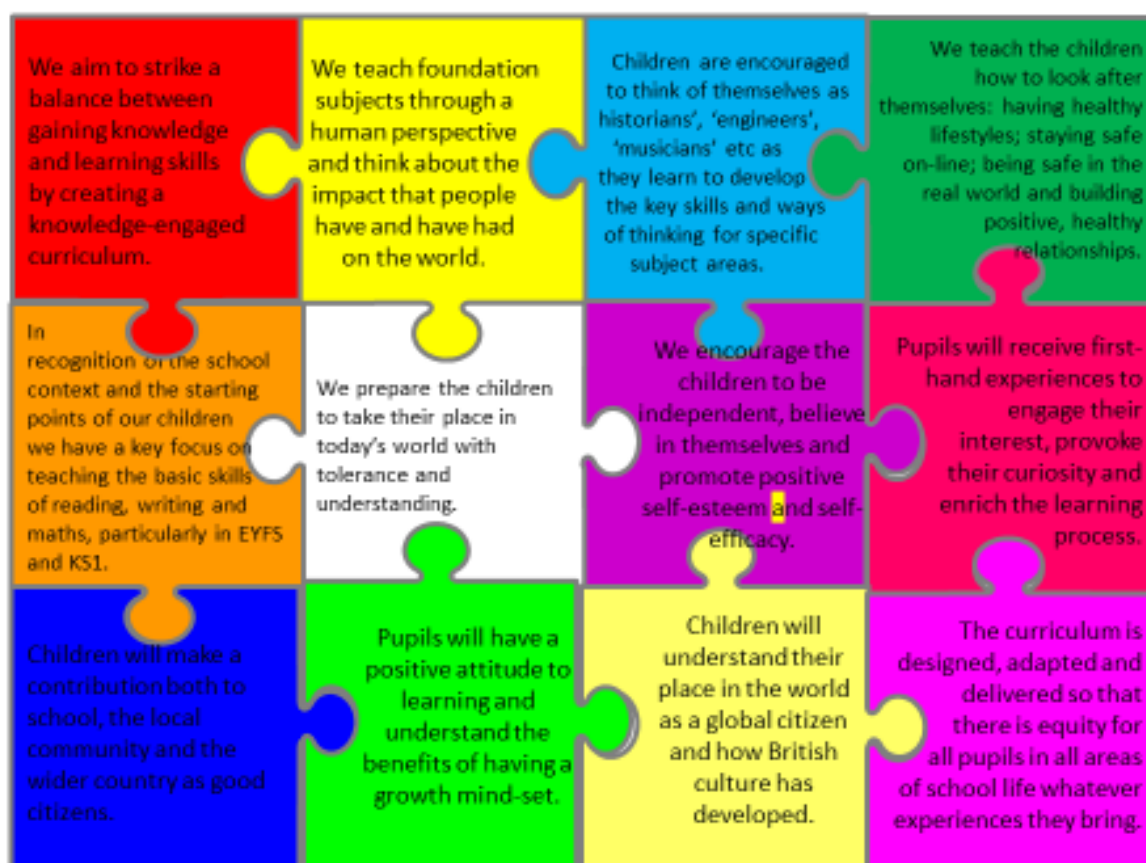 We aim to strike a
balance between
gaining knowledge
and learning skills
by creating a
knowledge-engaged
curriculum.
We teach foundation
subjects through a
human perspective
and think about the
impact that people
have and have had
on the world.
Children are encouraged
to think of themselves as
historians’, ‘engineers’,
‘musicians’ etc as
they learn to develop
the key skills and ways
of thinking for specific
subject areas.
We teach the children
how to look after
themselves: having healthy
lifestyles; staying safe
on-line; being safe in the
real world and building
positive, healthy
relationships.
In
recognition of the school
context and the starting
points of our children
we have a key focus on
teaching the basic skills
of reading, writing and
maths, particularly in EYFS
and KS1.
We prepare the children
to take their place in
today’s world with
tolerance and
understanding.
We encourage the
children to be
independent, believe
in themselves and
promote positive
self-esteem and self-
efficacy.
Pupils will receive first-
hand experiences to
engage their
interest, provoke
their curiosity and
enrich the learning
process.
Children will make a
contribution both to
school, the local
community and the
wider country as good
citizens.
Pupils will have a
positive attitude to
learning and
understand the
benefits of having a
growth mind-set.
Children will
understand their
place in the world
as a global citizen
and how British
culture has
developed.
The curriculum is
designed, adapted and
delivered so that
there is equity for
all pupils in all areas
of school life whatever
experiences they bring.